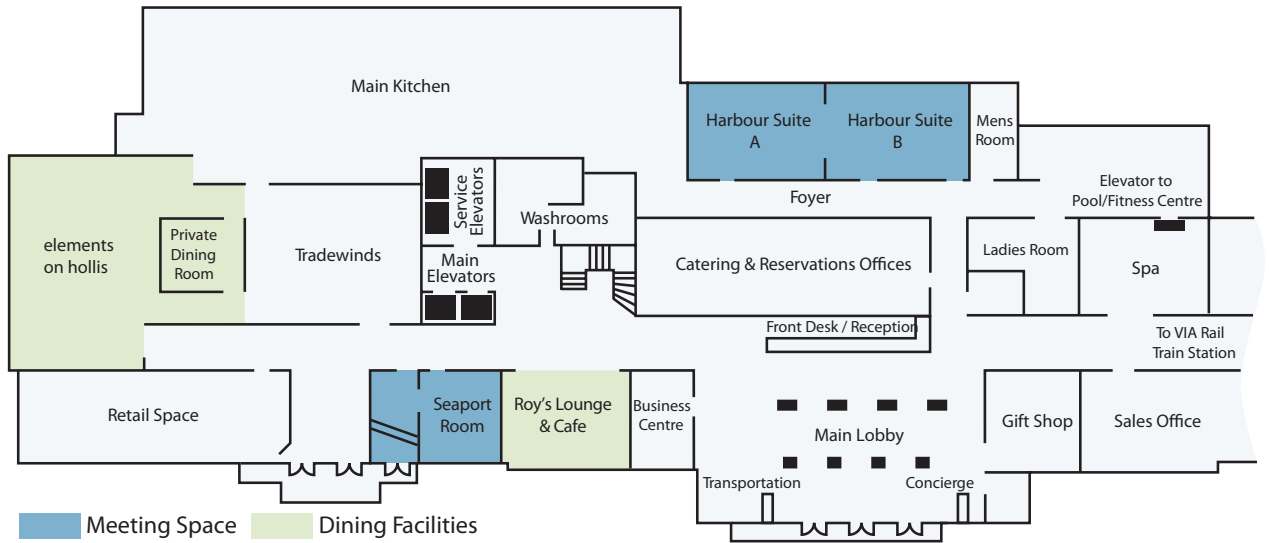 Main Kitchen
Harbour Suite
A
Harbour Suite
B
Mens
Room
Foyer
Elevator to
Pool/Fitness Centre
Service
Elevators
Washrooms
elements
on hollis
Private
Dining
Room
Tradewinds
Main
Elevators
Catering & Reservations Offices
Ladies Room
Spa
Front Desk / Reception
To VIA Rail
Train Station
Retail Space
Seaport
Room
Roy's Lounge
& Cafe
Business
Centre
Main Lobby
Gift Shop
Sales Office
Transportation
Concierge
Meeting Space
Dining Facilities